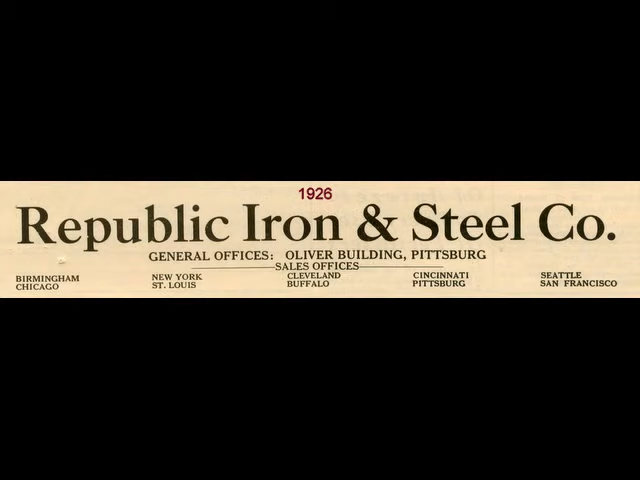 1926
Republic Iron & Steel Co.
GENERAL OFFICES: OLIVER BUILDING, PITTSBURG
SALES OFFICES
BIRMINGHAM NEW YORK CLEVELAND CINCINNATI SEATTLE
CHICAGO ST. LOUIS BUFFALO PITTSBURG SAN FRANCISCO